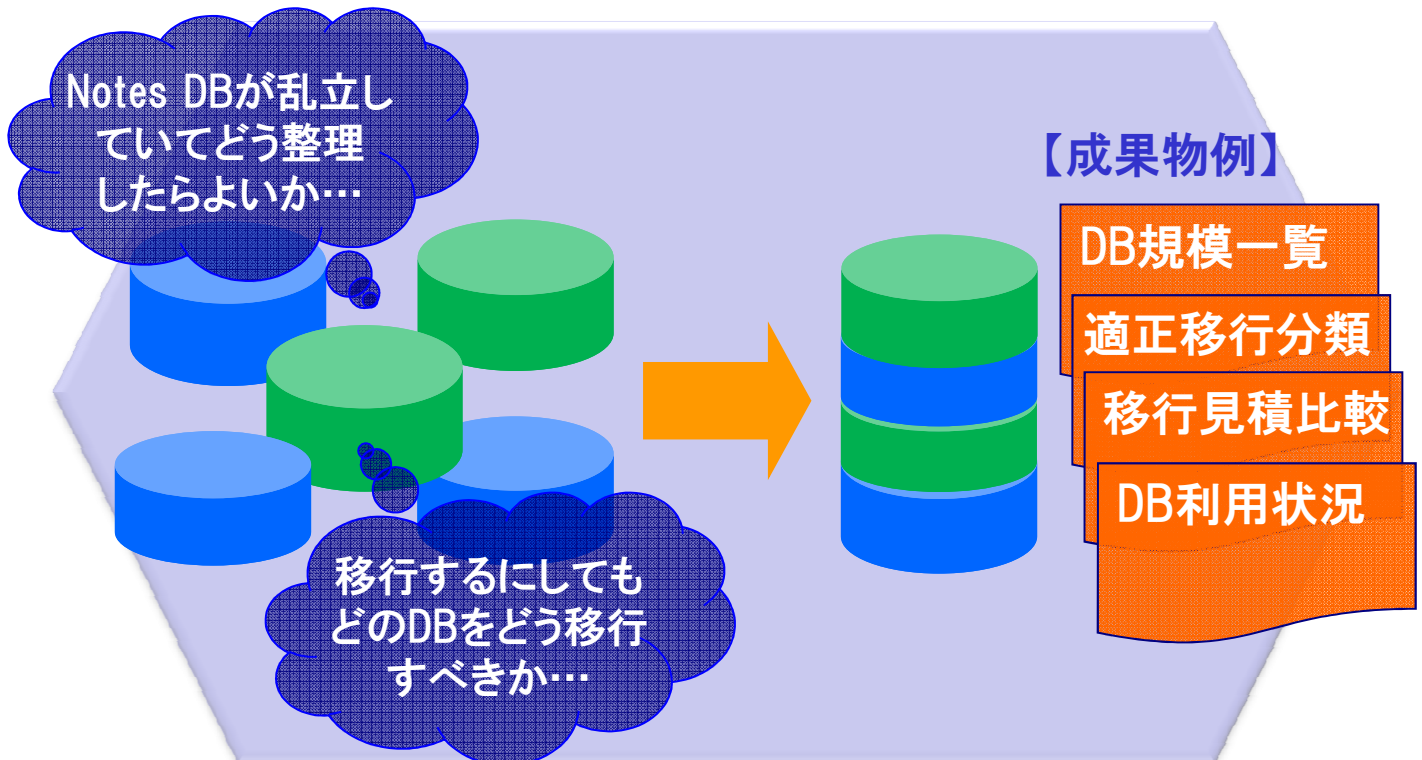 Notes DBが乱立し
ていてどう整理
したらよいか…
【成果物例】
DB規模一覧
適正移行分類
移行見積比較
DB利用状況
移行するにしても
どのDBをどう移行
すべきか…